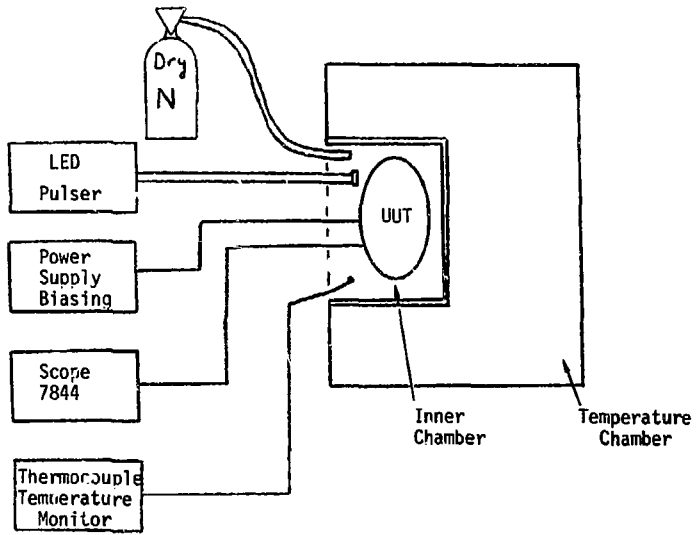 Dry
N
LED
Pulser
UUT
Power
Supply
Biasing
Scope
7844
Inner
Chamber
Temperature
Chamber
Thermocouple
Temperature
Monitor